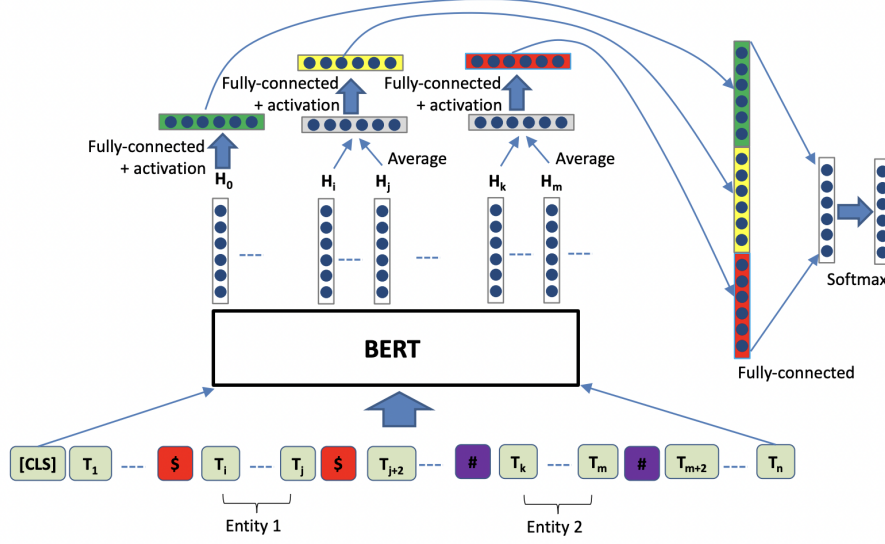 Fully-connected
+ activation
Fully-connected
+ activation
Fully-connected
+ activation
Average
Average
H0
Hi
Hj
Hk
Hm
BERT
Softmax
Fully-connected
[CLS]
T1
$
Ti
Tj
$
Tj+2
#
Tk
Tm
#
Tm+2
Tn
Entity 1
Entity 2